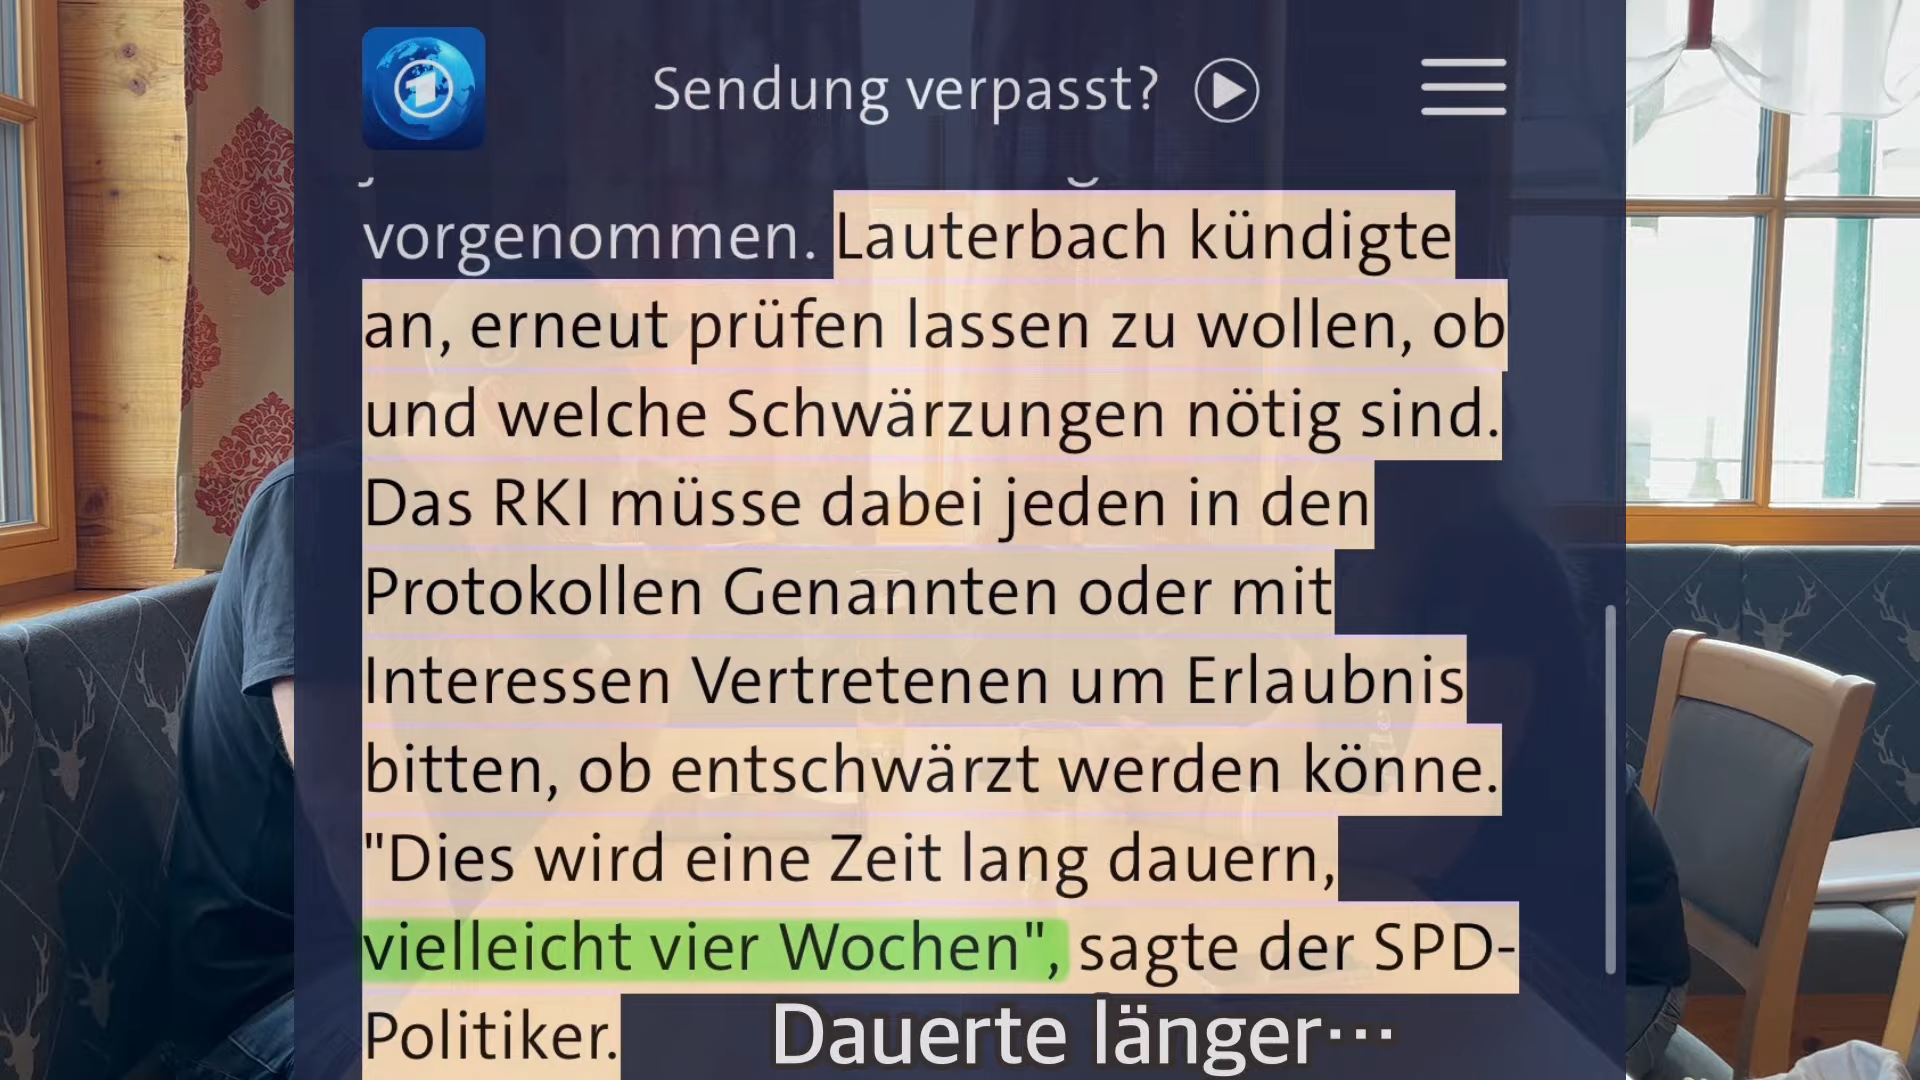 Sendung verpasst?
vorgenommen. Lauterbach kündigte
an, erneut prüfen lassen zu wollen, ob
und welche Schwärzungen nötig sind.
Das RKI müsse dabei jeden in den
Protokollen Genannten oder mit
Interessen Vertretenen um Erlaubnis
bitten, ob entschwärzt werden könne.
"Dies wird eine Zeit lang dauern,
vielleicht vier Wochen", sagte der SPD-
Politiker.
Dauerte länger···